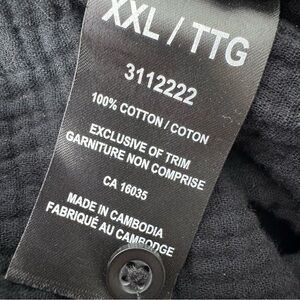 XXL / TTG
3112222
100% COTTON / COTON
EXCLUSIVE OF TRIM
GARNITURE NON COMPRISE
CA 16035
MADE IN CAMBODIA
FABRIQUÉ AU CAMBODGE